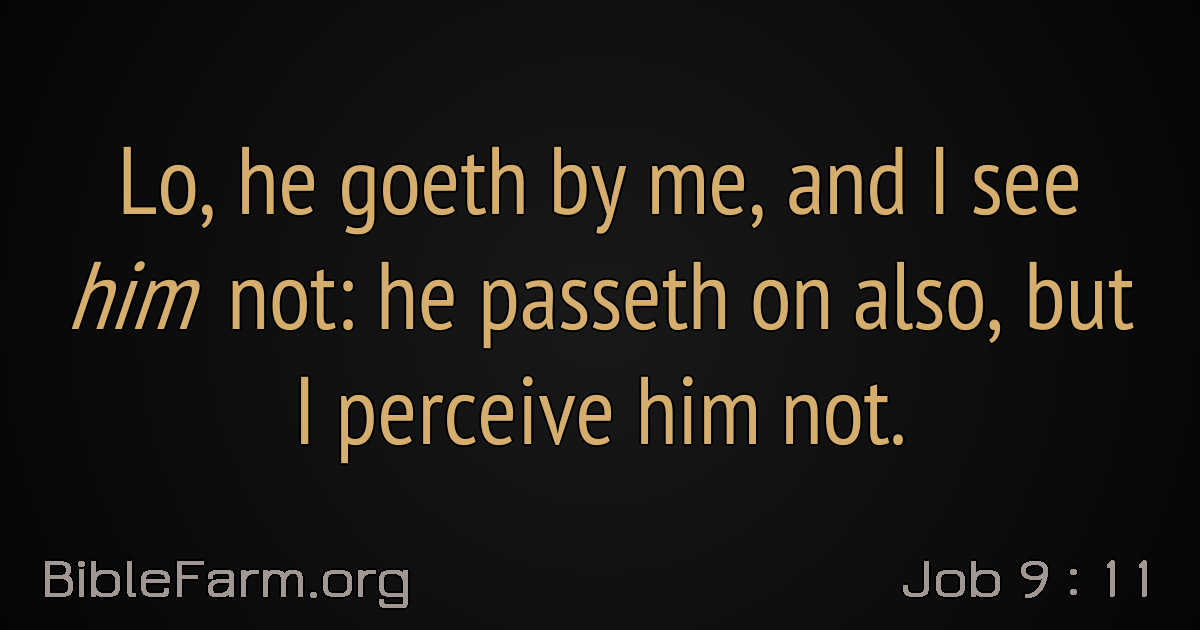 Lo, he goeth by me, and I see
him not: he passeth on also, but
I perceive him not.
BibleFarm.org
Job 9 : 11